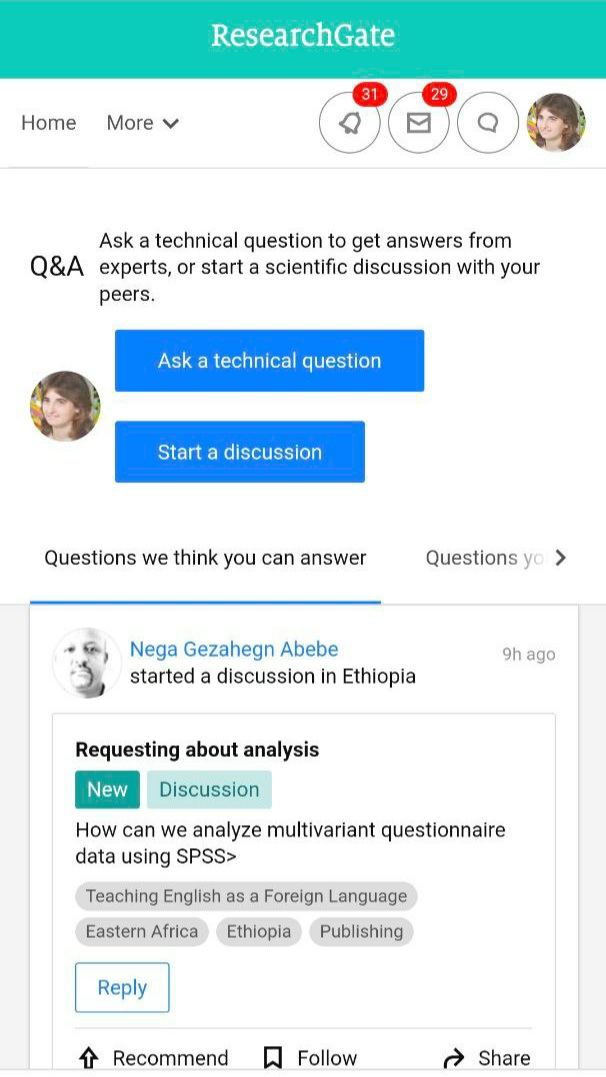 ResearchGate
31
29
Home
More
Q&A
Ask a technical question to get answers from
experts, or start a scientific discussion with your
peers.
Ask a technical question
Start a discussion
Questions we think you can answer
Questions yo
Nega Gezahegn Abebe
9h ago
started a discussion in Ethiopia
Requesting about analysis
New
Discussion
How can we analyze multivariant questionnaire
data using SPSS>
Teaching English as a Foreign Language
Eastern Africa
Ethiopia
Publishing
Reply
Recommend
Follow
Share